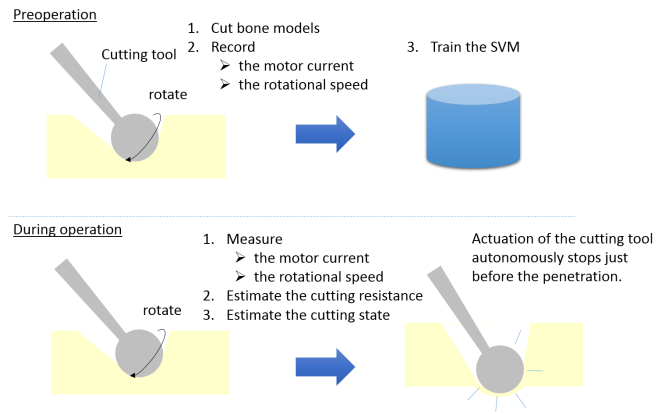 Preoperation
1. Cut bone models
2. Record
➢ the motor current
➢ the rotational speed
Cutting tool
rotate
3. Train the SVM
During operation
1. Measure
➢ the motor current
➢ the rotational speed
2. Estimate the cutting resistance
3. Estimate the cutting state
rotate
Actuation of the cutting tool
autonomously stops just
before the penetration.